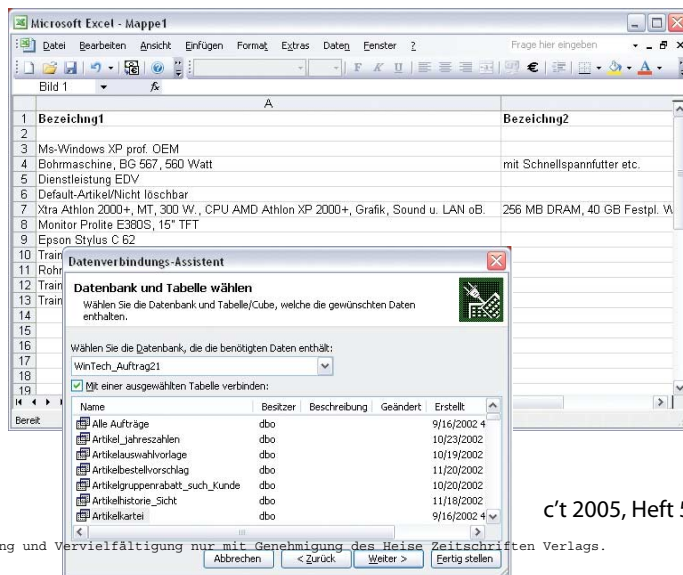 Microsoft Excel - Mappe1
Datei Bearbeiten Ansicht Einfügen Format Extras Daten Fenster ? Frage hier eingeben
F K U €
Bild 1 fx
A
1 Bezeichng1 Bezeichng2
2
3 Ms-Windows XP prof. OEM
4 Bohrmaschine, BG 567, 560 Watt mit Schnellspannfutter etc.
5 Dienstleistung EDV
6 Default-Artikel/Nicht löschbar
7 Xtra Athlon 2000+, MT, 300 W., CPU AMD Athlon XP 2000+, Grafik, Sound u. LAN oB. 256 MB DRAM, 40 GB Festpl. W
8 Monitor Prolite E380S, 15" TFT
9 Epson Stylus C 62
10 Train
11 Rohr
12 Train
13 Train
14
15
16
17
18
19
Bereit
Datenverbindungs-Assistent
Datenbank und Tabelle wählen
Wählen Sie die Datenbank und Tabelle/Cube, welche die gewünschten Daten
enthalten.
Wählen Sie die Datenbank, die die benötigten Daten enthält:
WinTech_Auftrag21
Mit einer ausgewählten Tabelle verbinden:
Name Besitzer Beschreibung Geändert Erstellt
Alle Aufträge dbo 9/16/2002 4
Artikel_jahreszahlen dbo 10/23/2002
Artikelauswahlvorlage dbo 10/19/2002
Artikelbestellvorschlag dbo 11/20/2002
Artikelgruppenrabatt_such_Kunde dbo 10/20/2002
Artikelhistorie_Sicht dbo 11/18/2002
Artikelkartei dbo 9/16/2002 4
Abbrechen < Zurück Weiter > Fertig stellen
c't 2005, Heft 5
ng und Vervielfältigung nur mit Genehmigung des Heise Zeitschriften Verlags.